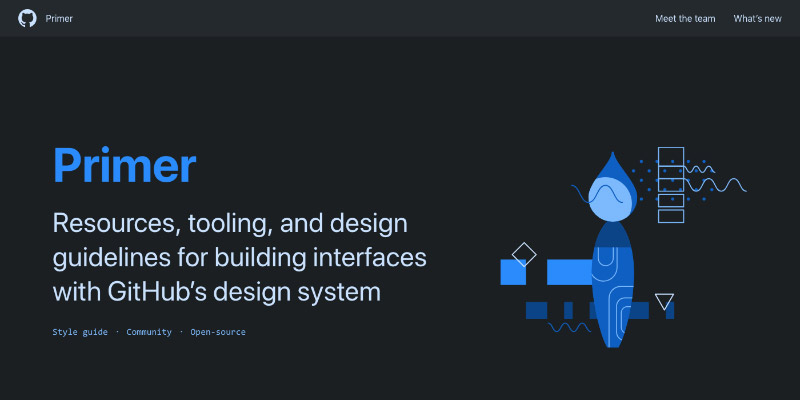 Primer
Meet the team
What's new
Primer
Resources, tooling, and design
guidelines for building interfaces
with GitHub's design system
Style guide · Community · Open-source